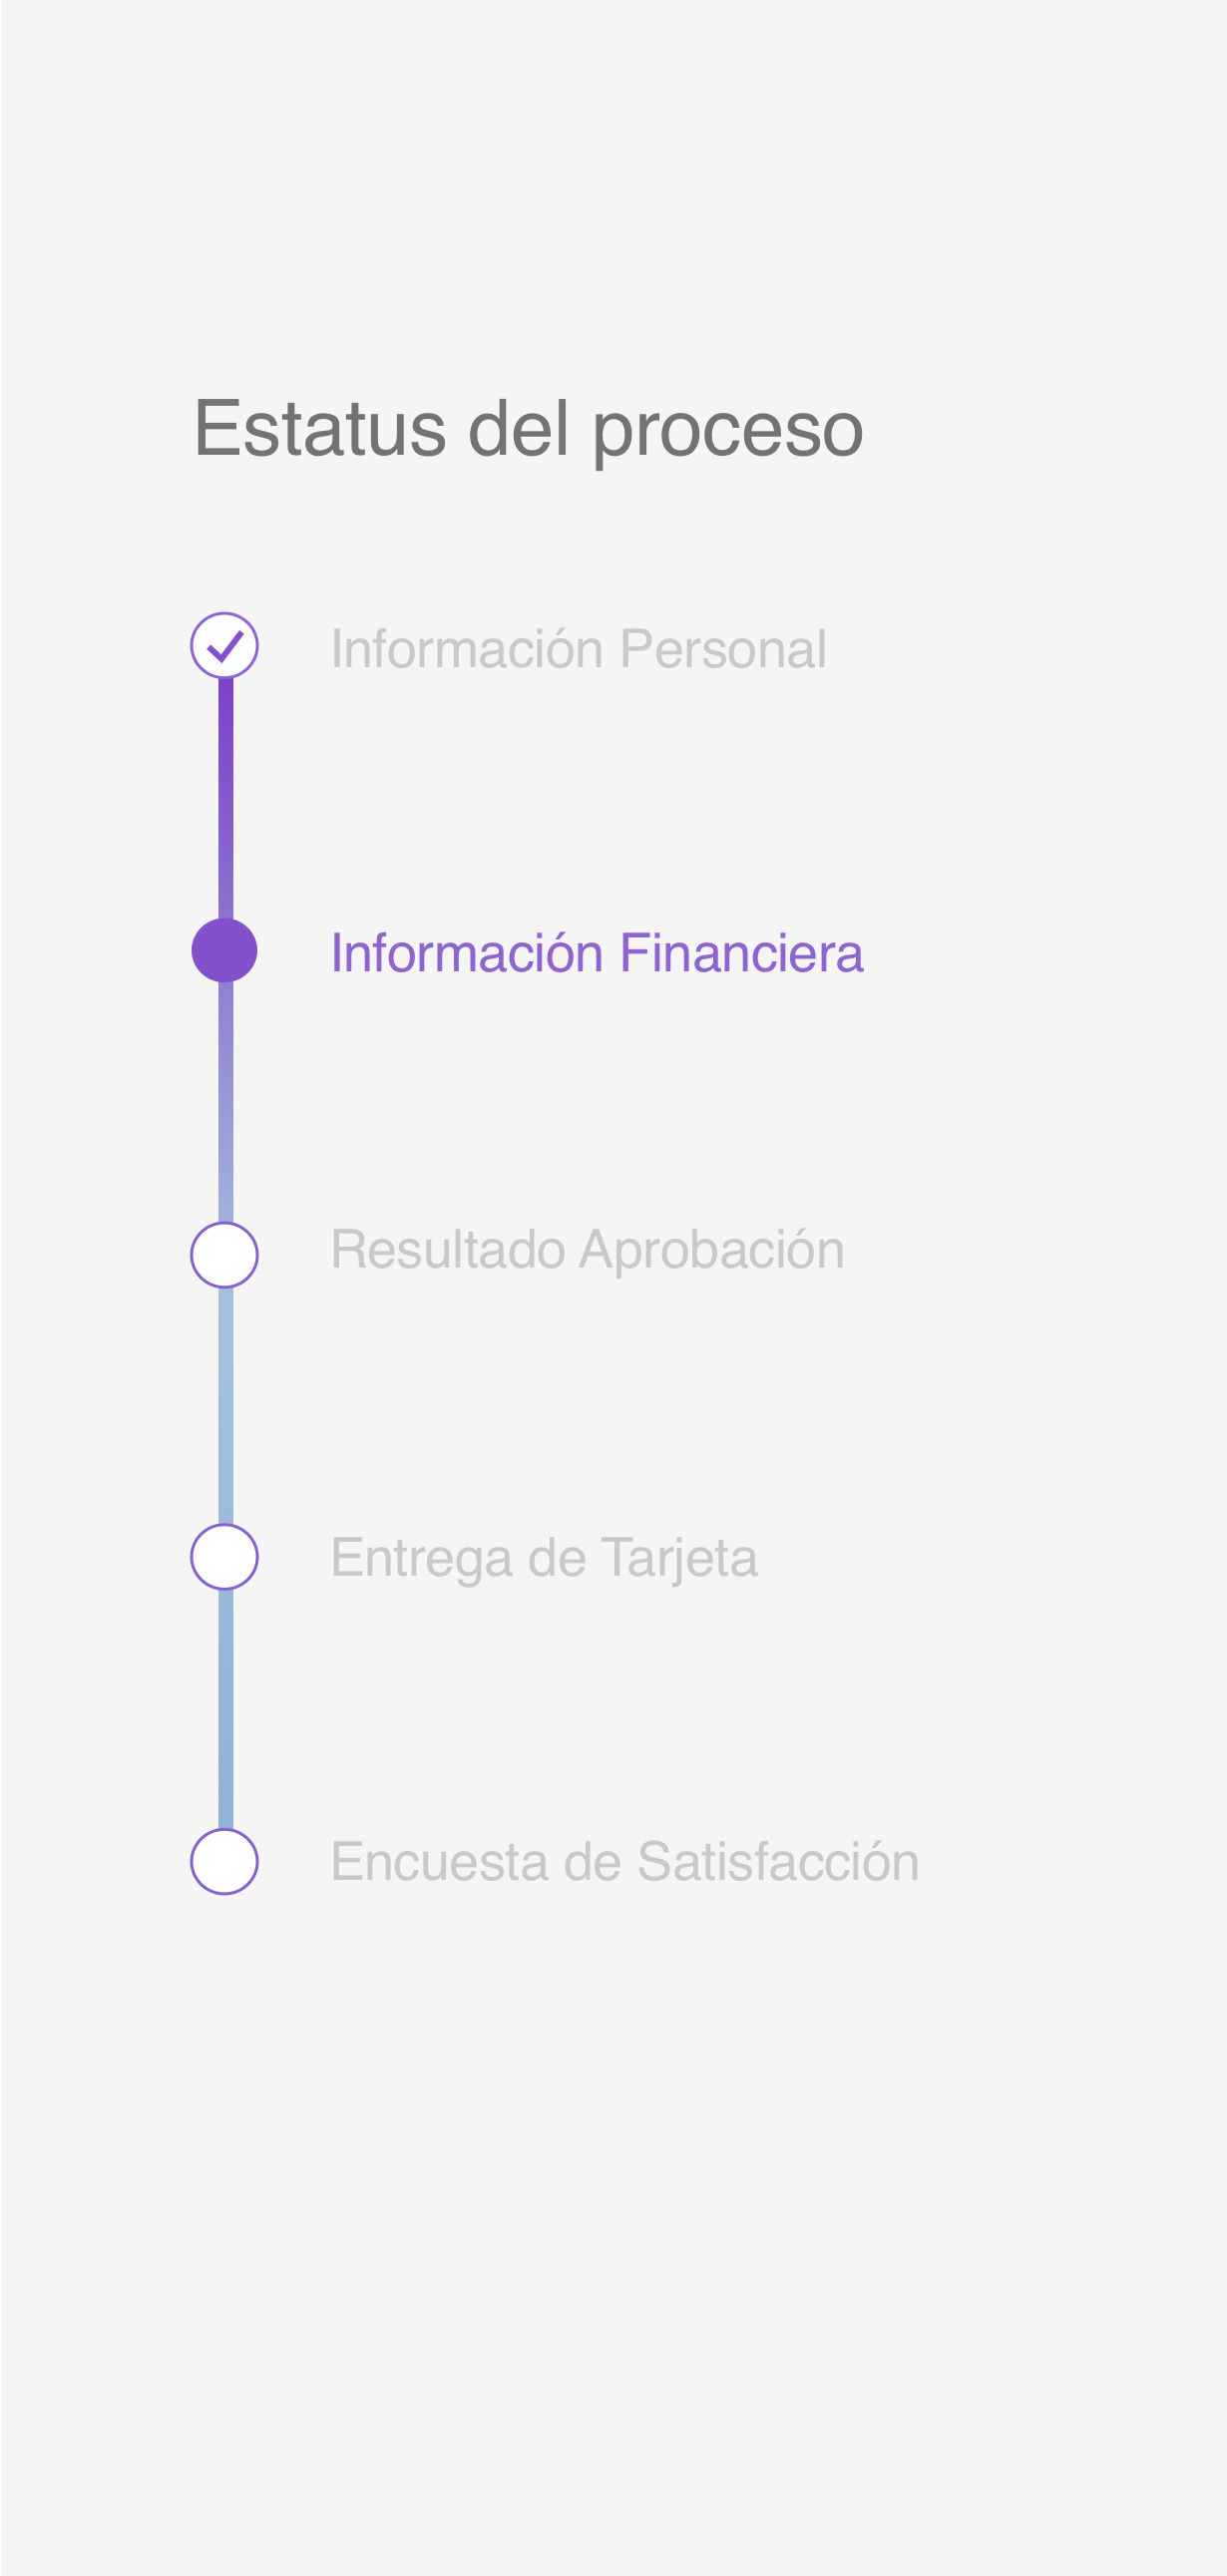 Estatus del proceso
Información Personal
Información Financiera
Resultado Aprobación
Entrega de Tarjeta
Encuesta de Satisfacción